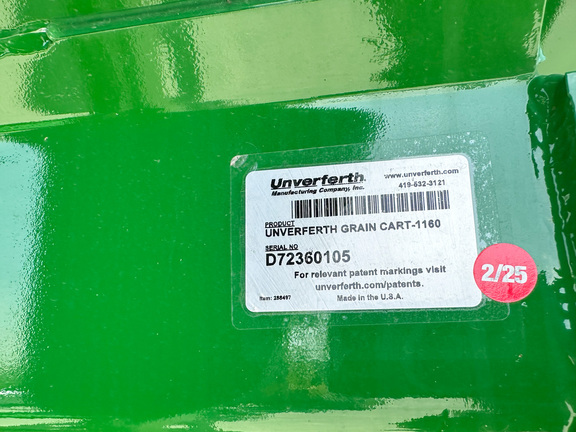 Unverferth
Manufacturing Company, Inc.
www.unverferth.com
419-532-3121
PRODUCT
UNVERFERTH GRAIN CART-1160
SERIAL NO
D72360105
For relevant patent markings visit
unverferth.com/patents.
Item: 288497
Made in the U.S.A.
2/25